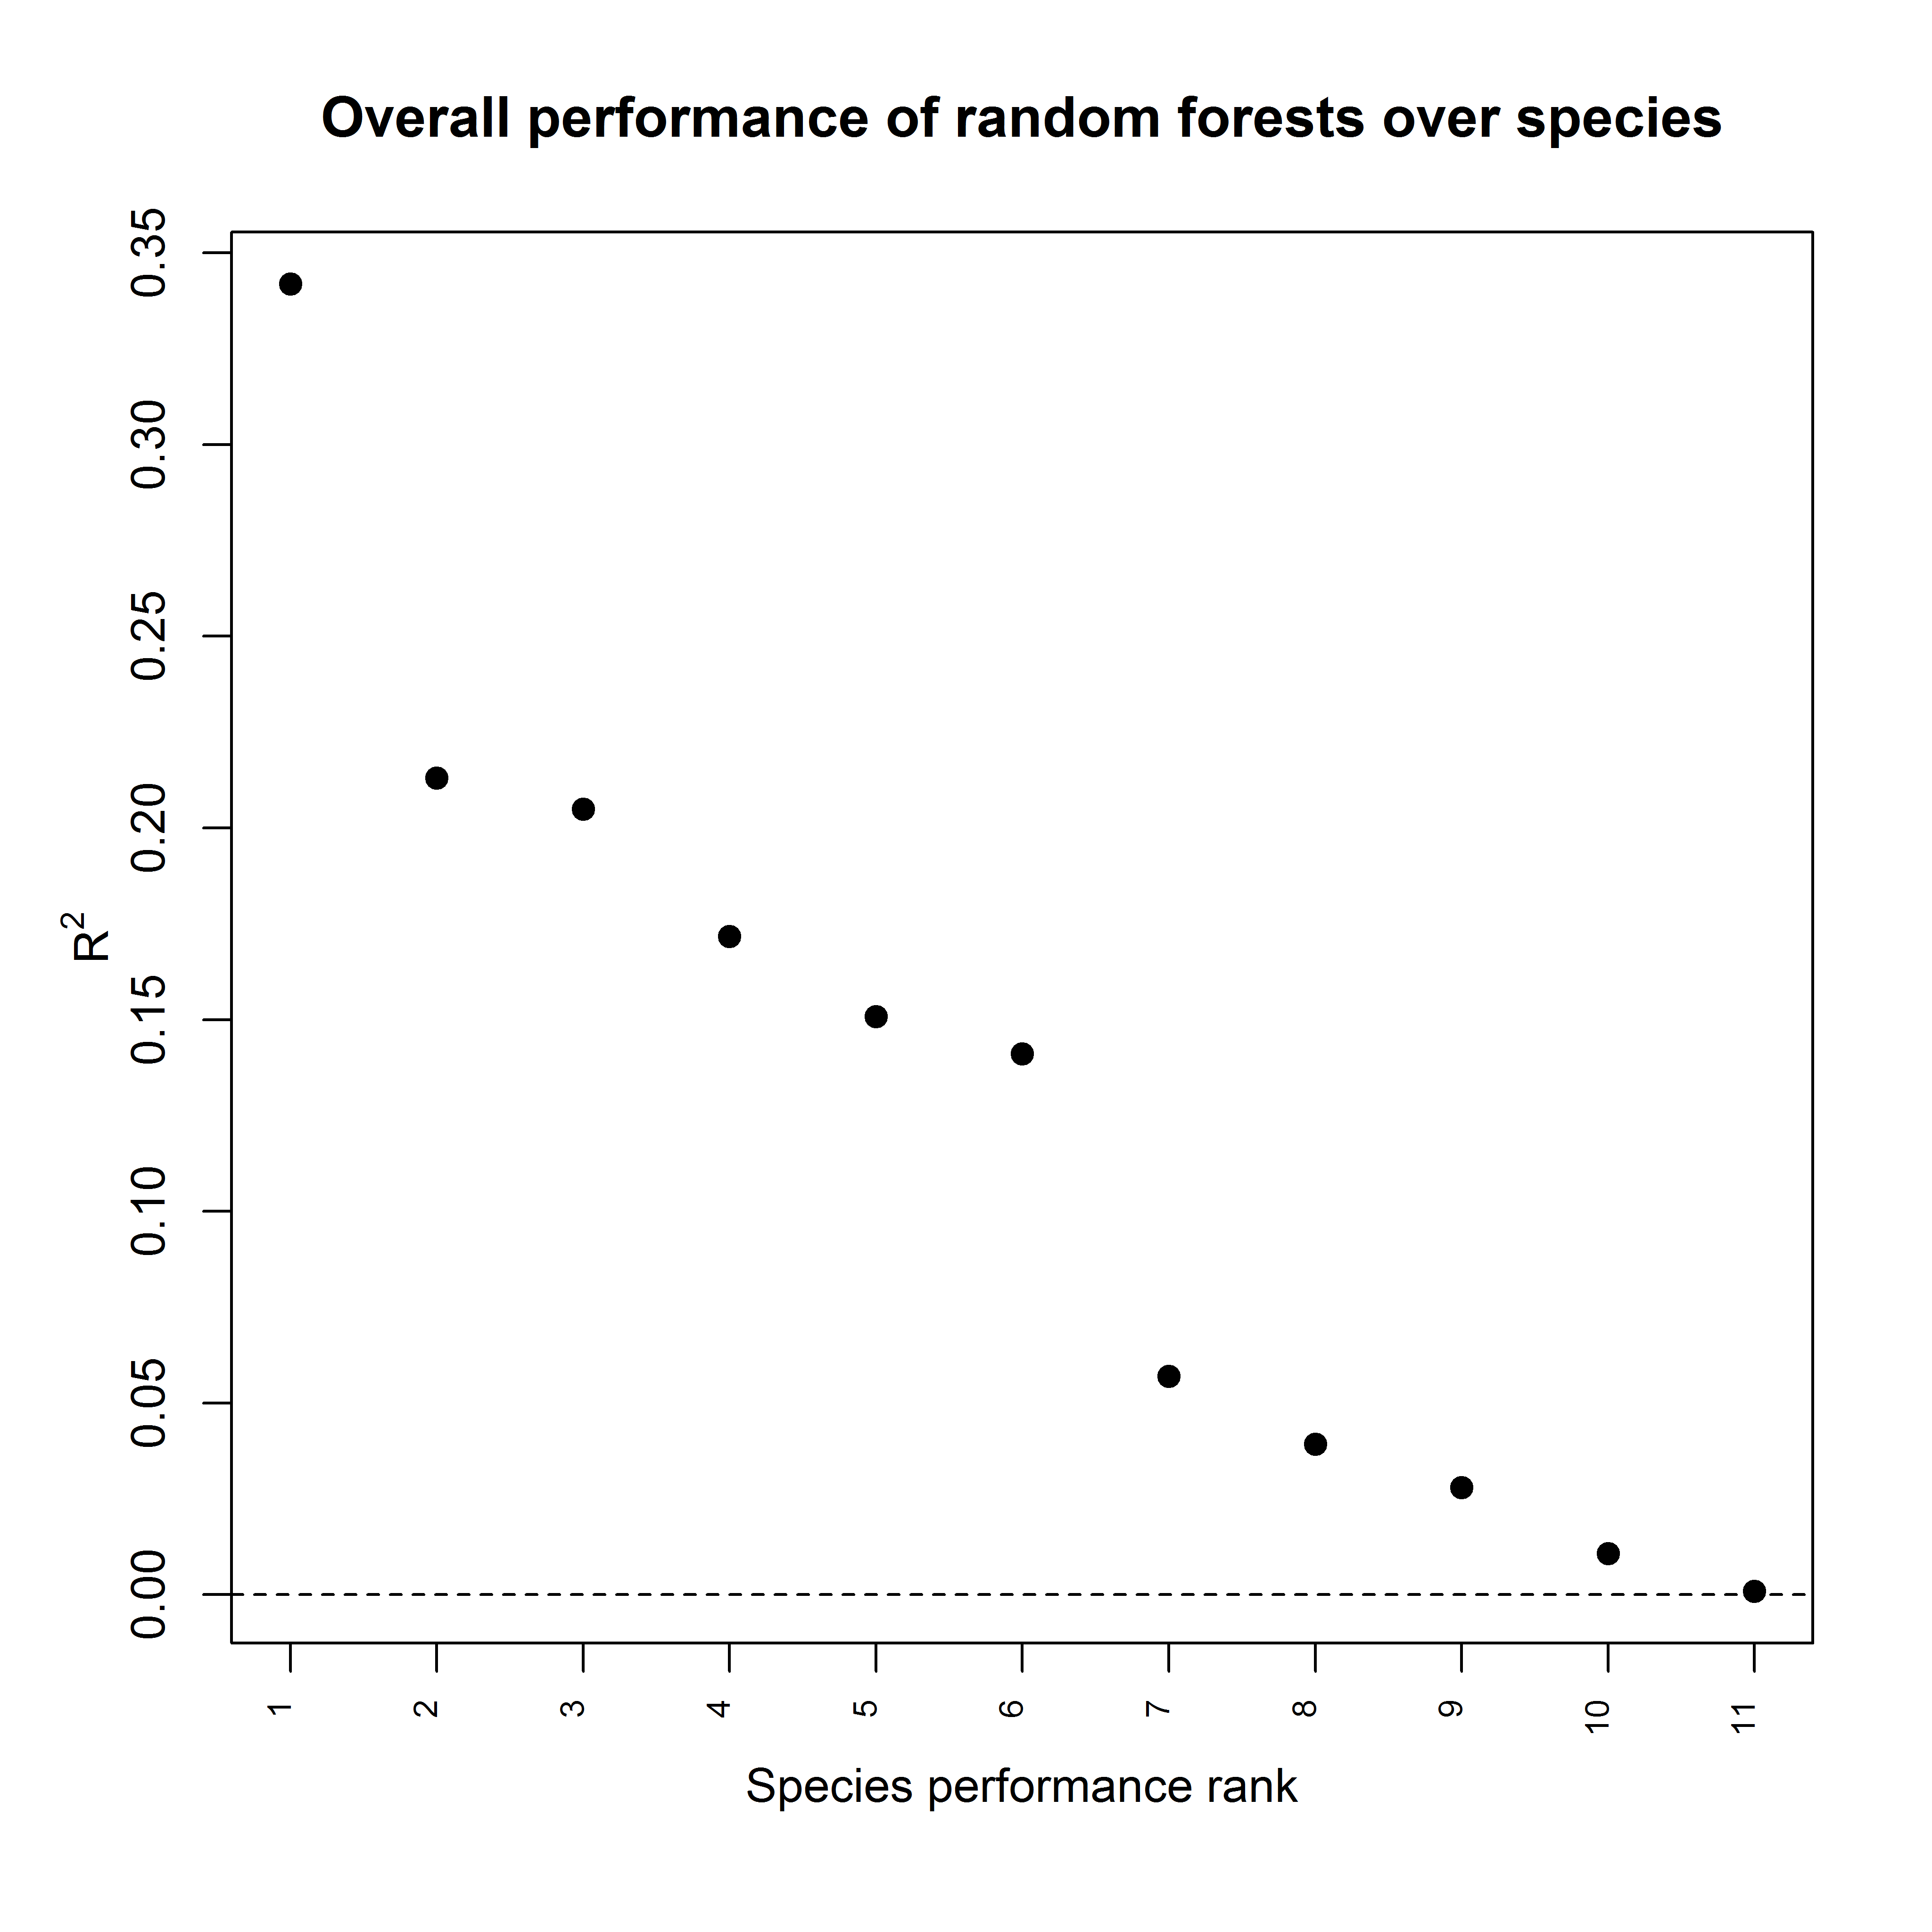 Overall performance of random forests over species
R²
0.35
0.30
0.25
0.20
0.15
0.10
0.05
0.00
1 2 3 4 5 6 7 8 9 10 11
Species performance rank